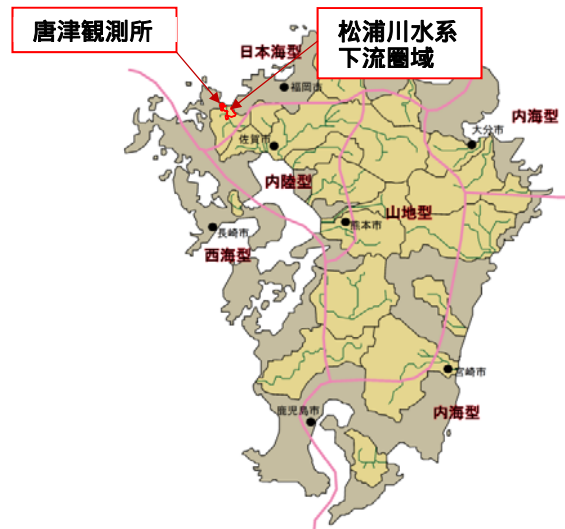 唐津観測所
松浦川水系
下流圏域
日本海型
福岡市
内海型
大分市
佐賀市
内陸型
山地型
熊本市
長崎市
西海型
宮崎市
鹿児島市
内海型